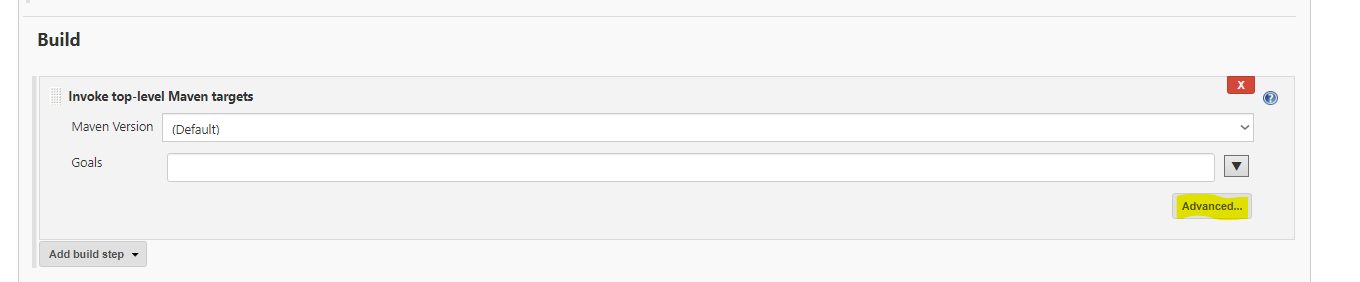 Build
Invoke top-level Maven targets
X
Maven Version
(Default)
Goals
Advanced...
Add build step